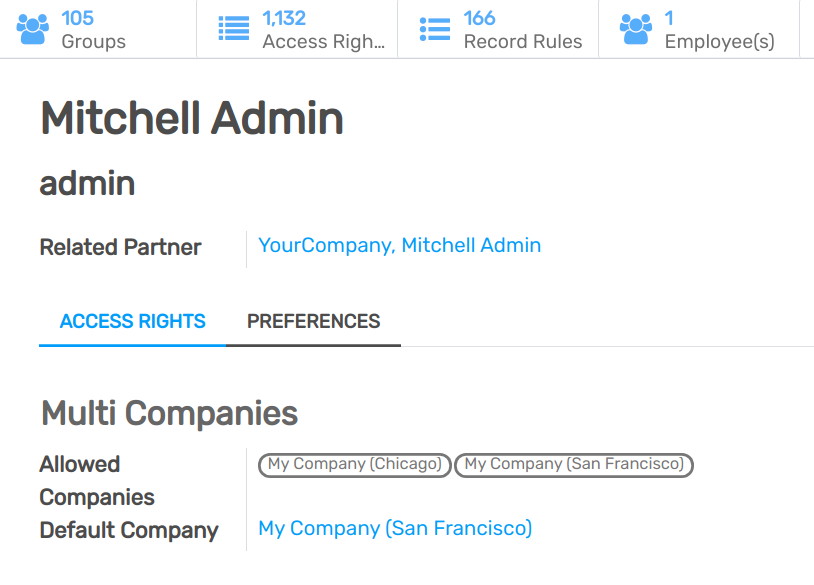 105
Groups
1,132
Access Righ...
166
Record Rules
1
Employee(s)
Mitchell Admin
admin
Related Partner
YourCompany, Mitchell Admin
ACCESS RIGHTS
PREFERENCES
Multi Companies
Allowed
Companies
My Company (Chicago)
My Company (San Francisco)
Default Company
My Company (San Francisco)